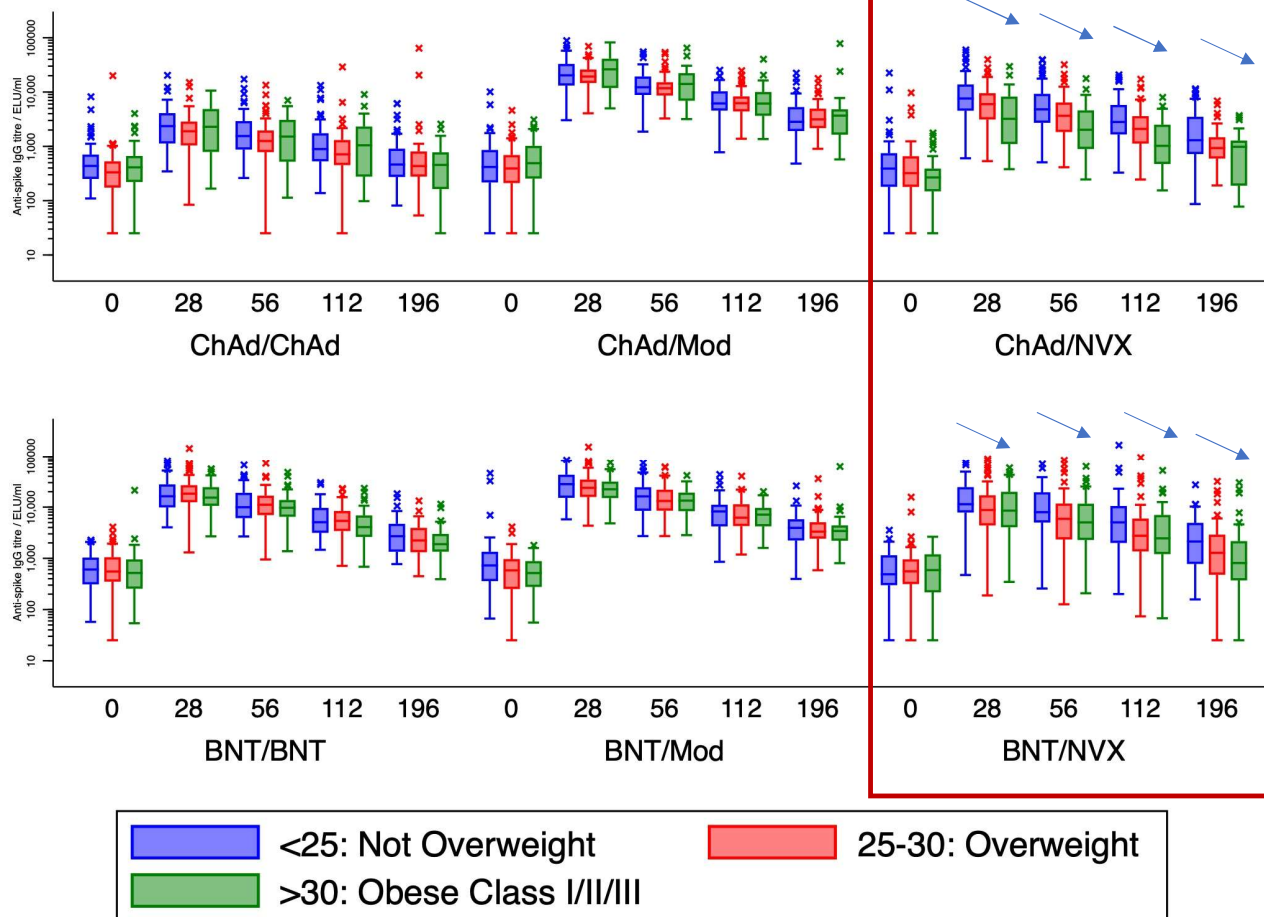 Anti-spike IgG titre / ELU/ml
100000
10,000
1,000
100
10
0 28 56 112 196 0 28 56 112 196 0 28 56 112 196
ChAd/ChAd ChAd/Mod ChAd/NVX
Anti-spike IgG titre / ELU/ml
100000
10,000
1,000
100
10
0 28 56 112 196 0 28 56 112 196 0 28 56 112 196
BNT/BNT BNT/Mod BNT/NVX
<25: Not Overweight 25-30: Overweight
>30: Obese Class I/II/III